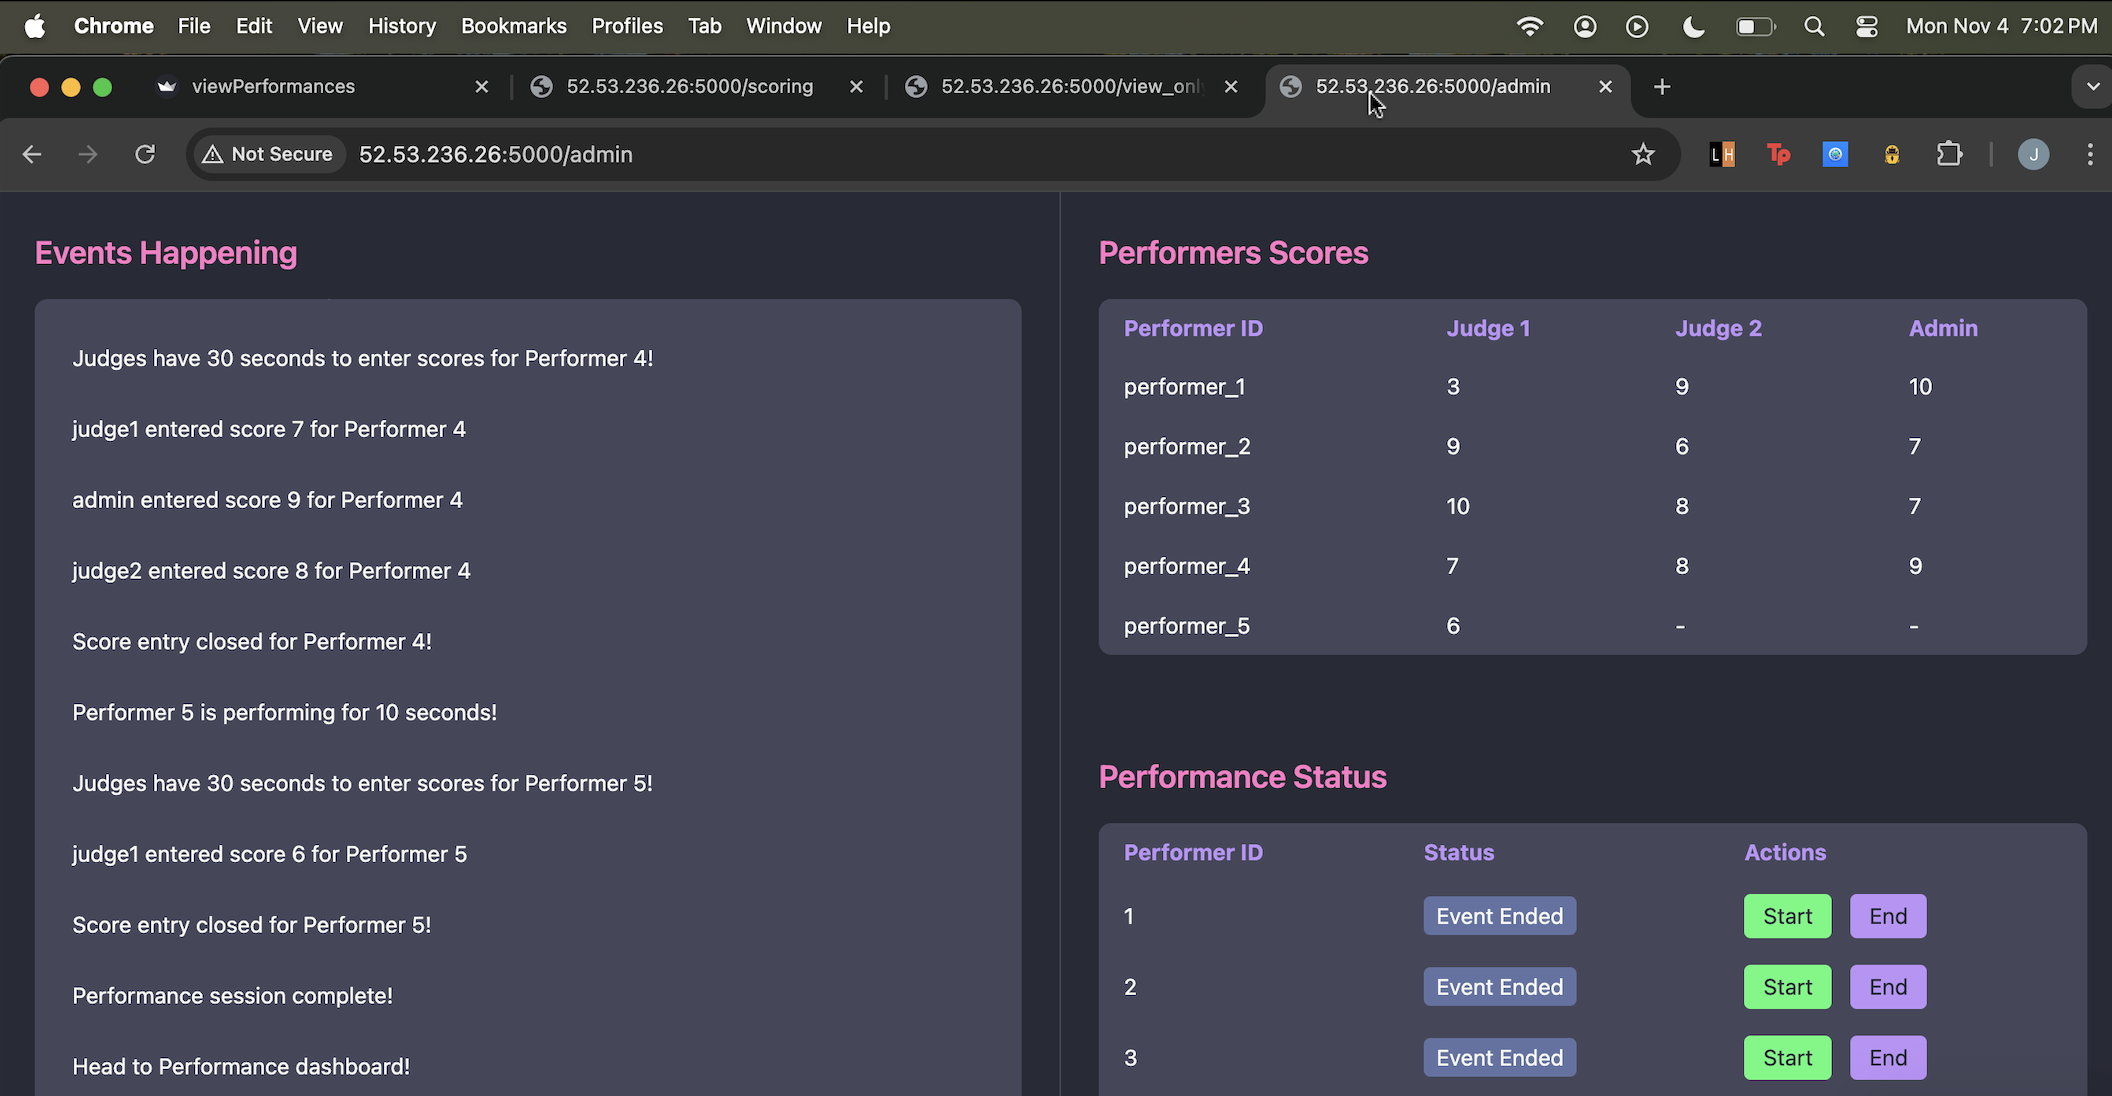 Chrome File Edit View History Bookmarks Profiles Tab Window Help Mon Nov 4 7:02 PM
viewPerformances 52.53.236.26:5000/scoring 52.53.236.26:5000/view_onl 52.53.236.26:5000/admin
Not Secure 52.53.236.26:5000/admin LH Tp J
Events Happening
Judges have 30 seconds to enter scores for Performer 4!
judge1 entered score 7 for Performer 4
admin entered score 9 for Performer 4
judge2 entered score 8 for Performer 4
Score entry closed for Performer 4!
Performer 5 is performing for 10 seconds!
Judges have 30 seconds to enter scores for Performer 5!
judge1 entered score 6 for Performer 5
Score entry closed for Performer 5!
Performance session complete!
Head to Performance dashboard!
Performers Scores
Performer ID Judge 1 Judge 2 Admin
performer_1 3 9 10
performer_2 9 6 7
performer_3 10 8 7
performer_4 7 8 9
performer_5 6 - -
Performance Status
Performer ID Status Actions
1 Event Ended Start End
2 Event Ended Start End
3 Event Ended Start End